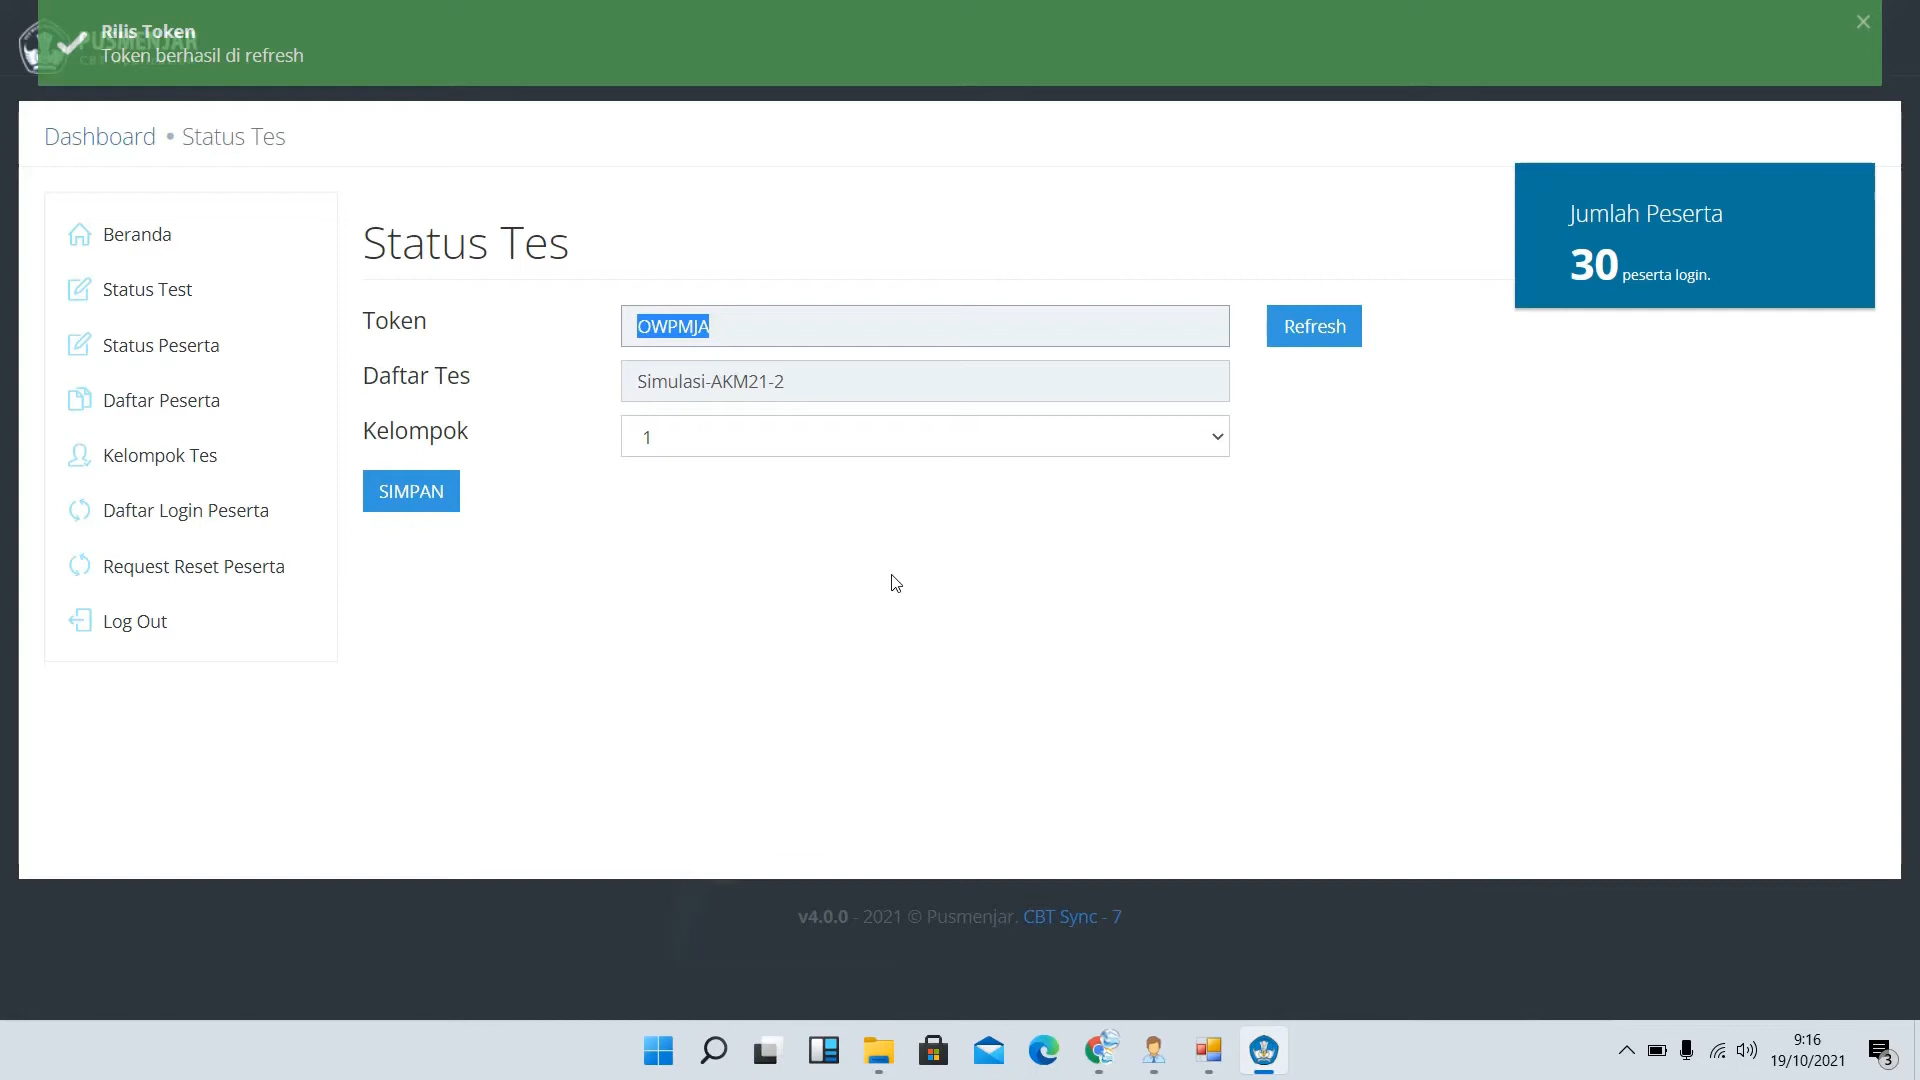 Rilis Token
PUSMENJAR
Token berhasil di refresh
Dashboard • Status Tes
Jumlah Peserta
30 peserta login.
Beranda
Status Test
Status Peserta
Daftar Peserta
Kelompok Tes
Daftar Login Peserta
Request Reset Peserta
Log Out
Status Tes
Token
OWPMJA
Refresh
Daftar Tes
Simulasi-AKM21-2
Kelompok
1
SIMPAN
v4.0.0 - 2021 © Pusmenjar. CBT Sync - 7
9:16
19/10/2021
3